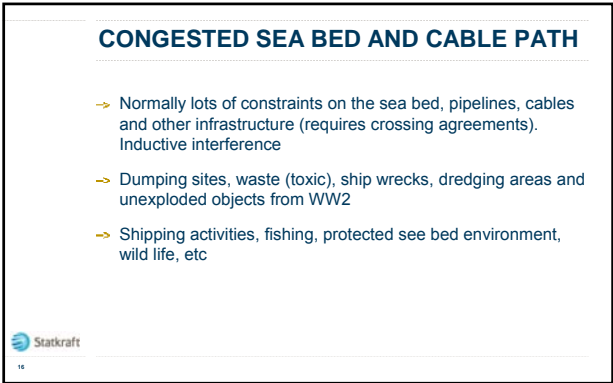 CONGESTED SEA BED AND CABLE PATH
Normally lots of constraints on the sea bed, pipelines, cables
and other infrastructure (requires crossing agreements).
Inductive interference
Dumping sites, waste (toxic), ship wrecks, dredging areas and
unexploded objects from WW2
Shipping activities, fishing, protected see bed environment,
wild life, etc
Statkraft
16